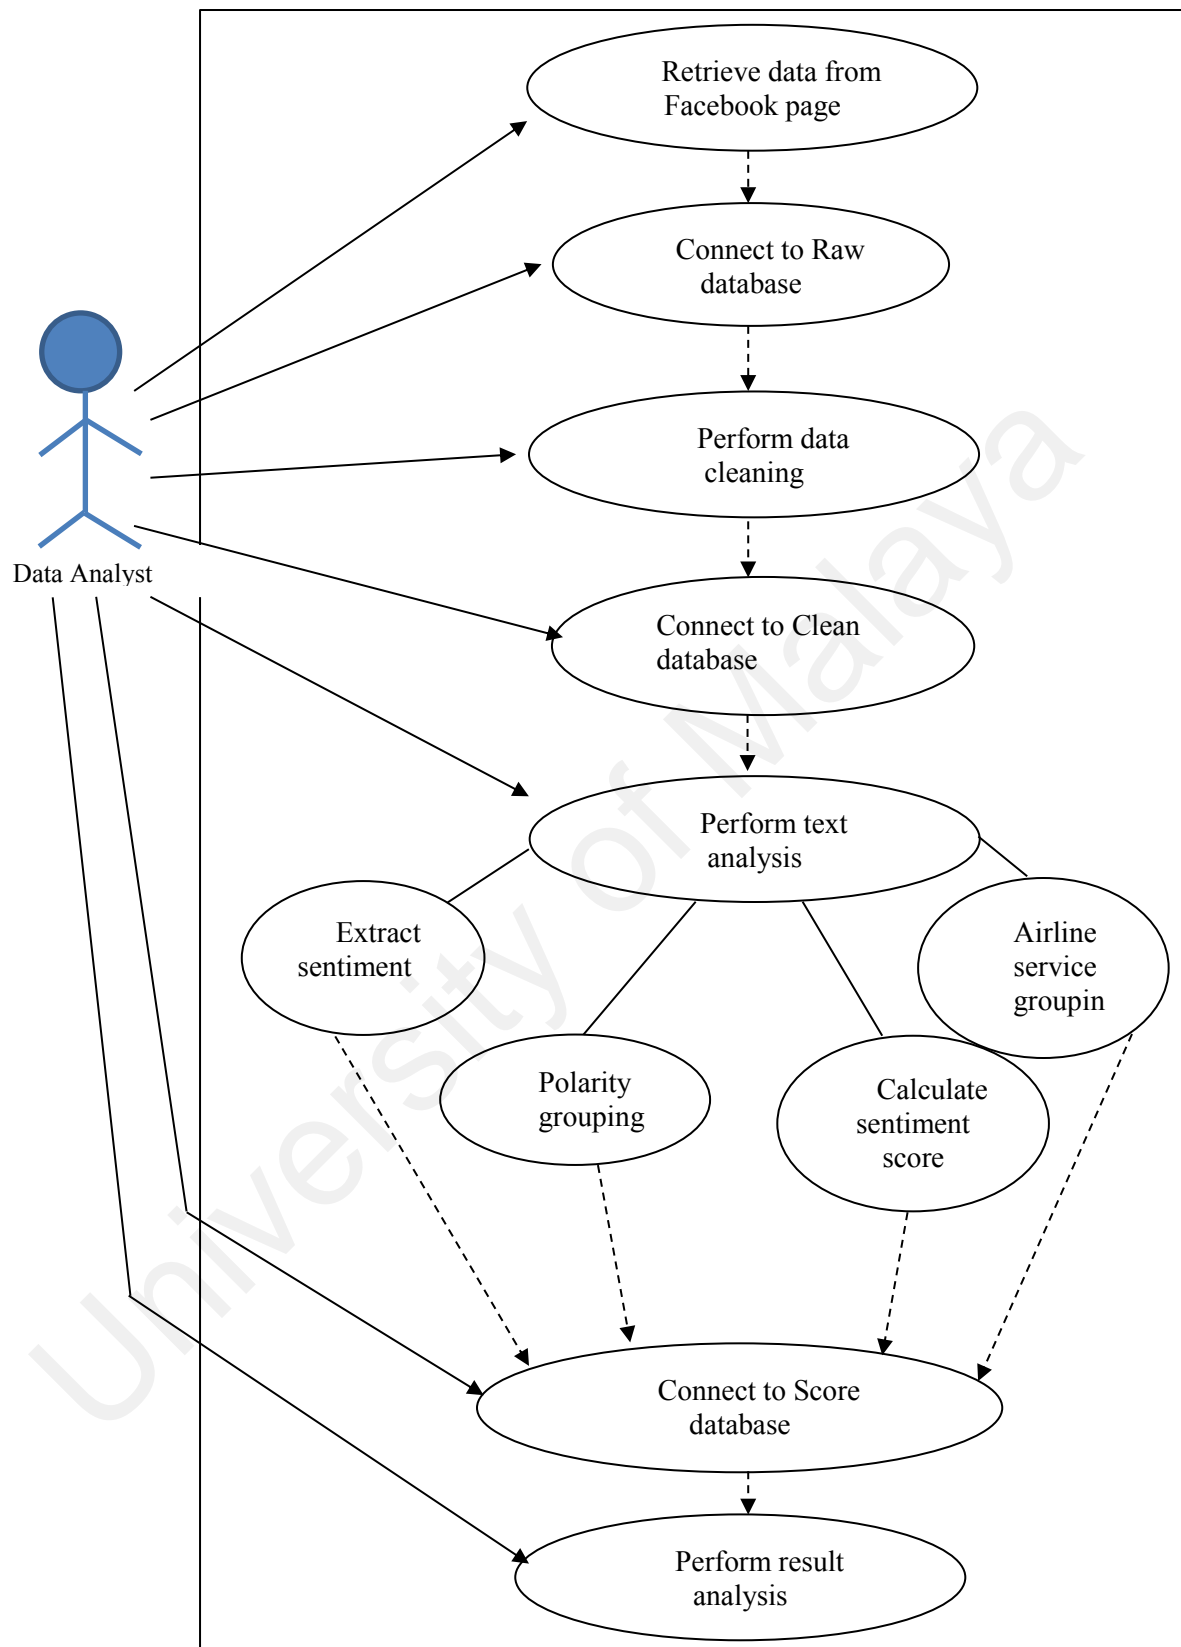 Retrieve data from
Facebook page
Connect to Raw
database
Perform data
cleaning
Data Analyst
Connect to Clean
database
Perform text
analysis
Extract
sentiment
Airline
service
groupin
Polarity
grouping
Calculate
sentiment
score
Connect to Score
database
Perform result
analysis
University of Malaya